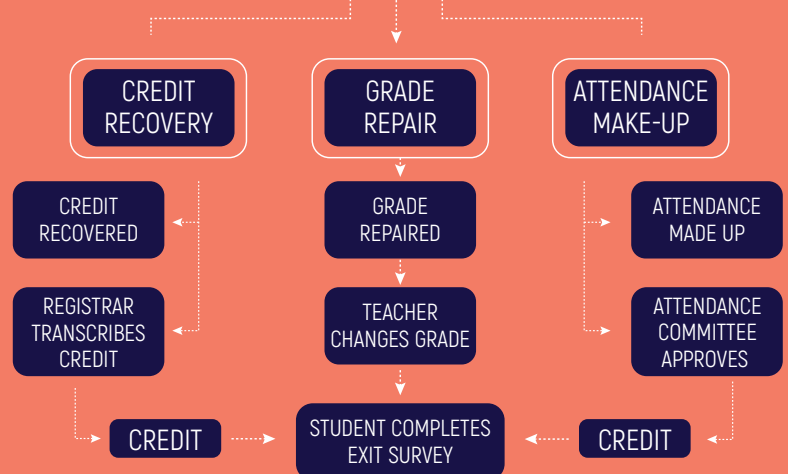 CREDIT
RECOVERY
GRADE
REPAIR
ATTENDANCE
MAKE-UP
CREDIT
RECOVERED
GRADE
REPAIRED
ATTENDANCE
MADE UP
REGISTRAR
TRANSCRIBES
CREDIT
TEACHER
CHANGES GRADE
ATTENDANCE
COMMITTEE
APPROVES
CREDIT
STUDENT COMPLETES
EXIT SURVEY
CREDIT